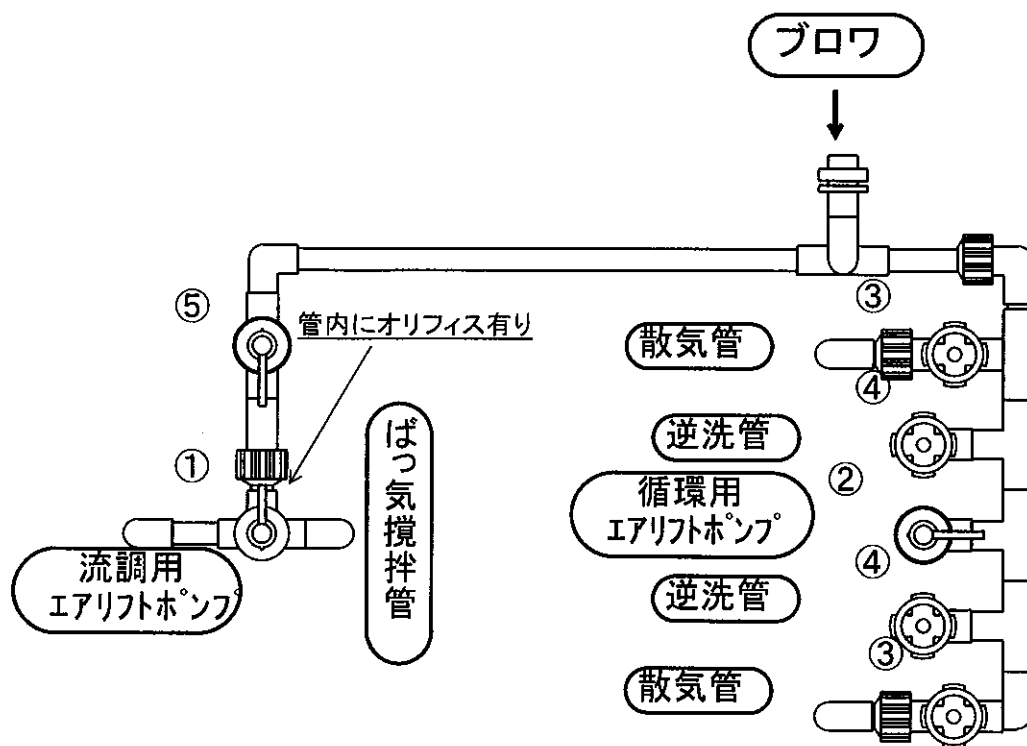 ブロワ
③
⑤
管内にオリフィス有り
散気管
④
ばっ気撹拌管
逆洗管
①
②
循環用
エアリフトポンプ
流調用
エアリフトポンプ
④
逆洗管
③
散気管